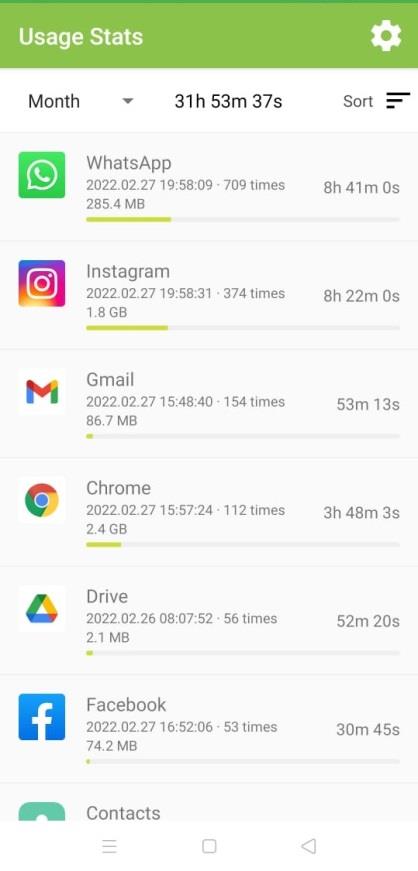 Usage Stats
Month 31h 53m 37s Sort
WhatsApp
2022.02.27 19:58:09 · 709 times 8h 41m 0s
285.4 MB
Instagram
2022.02.27 19:58:31 · 374 times 8h 22m 0s
1.8 GB
Gmail
2022.02.27 15:48:40 · 154 times 53m 13s
86.7 MB
Chrome
2022.02.27 15:57:24 · 112 times 3h 48m 3s
2.4 GB
Drive
2022.02.26 08:07:52 · 56 times 52m 20s
2.1 MB
Facebook
2022.02.27 16:52:06 · 53 times 30m 45s
74.2 MB
Contacts